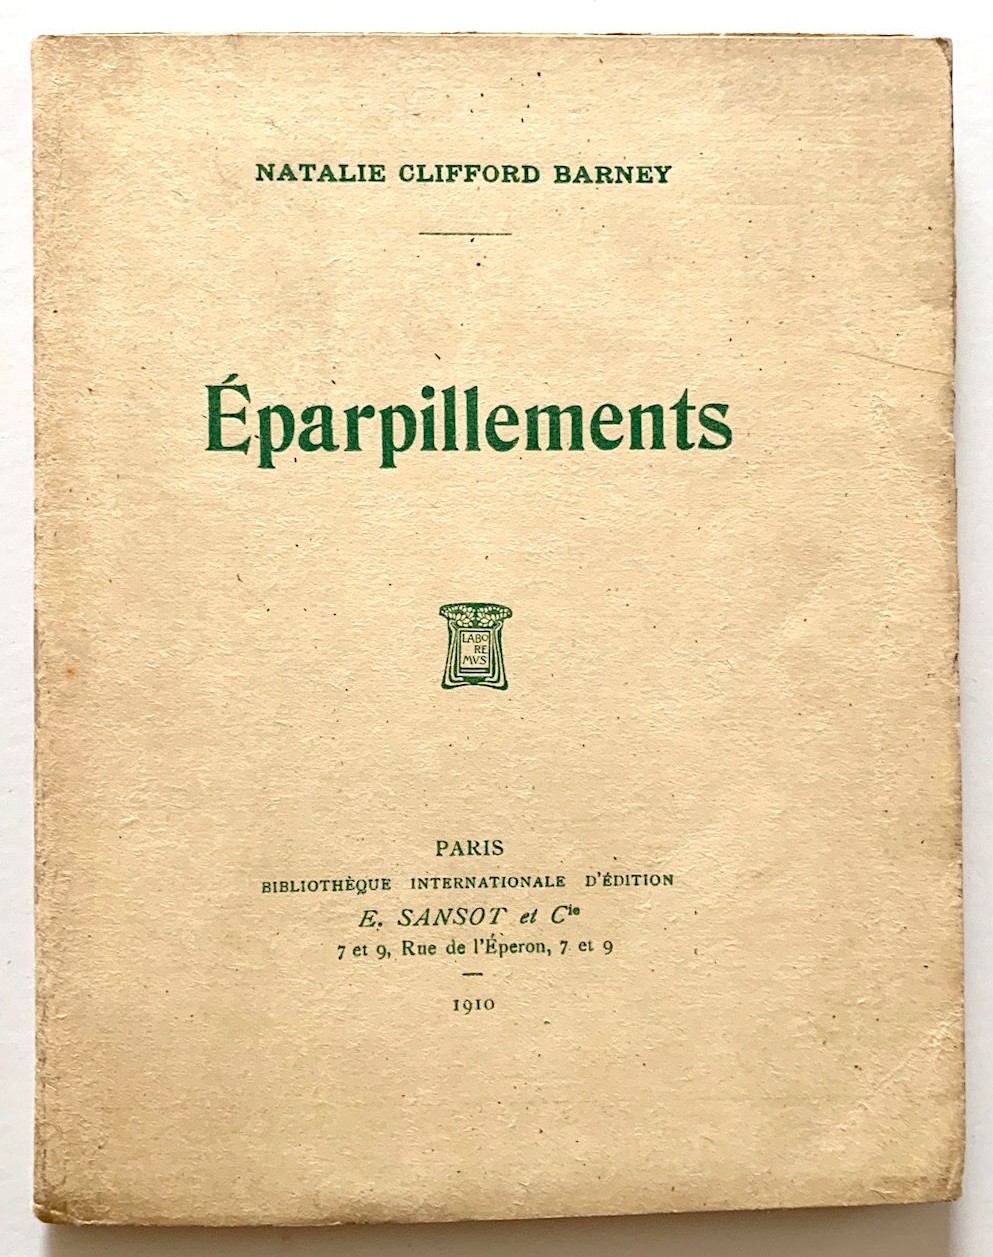 NATALIE CLIFFORD BARNEY
Éparpillements
LABO
RE
MVS
PARIS
BIBLIOTHÈQUE INTERNATIONALE D'ÉDITION
E. SANSOT et Cie
7 et 9, Rue de l'Éperon, 7 et 9
1910